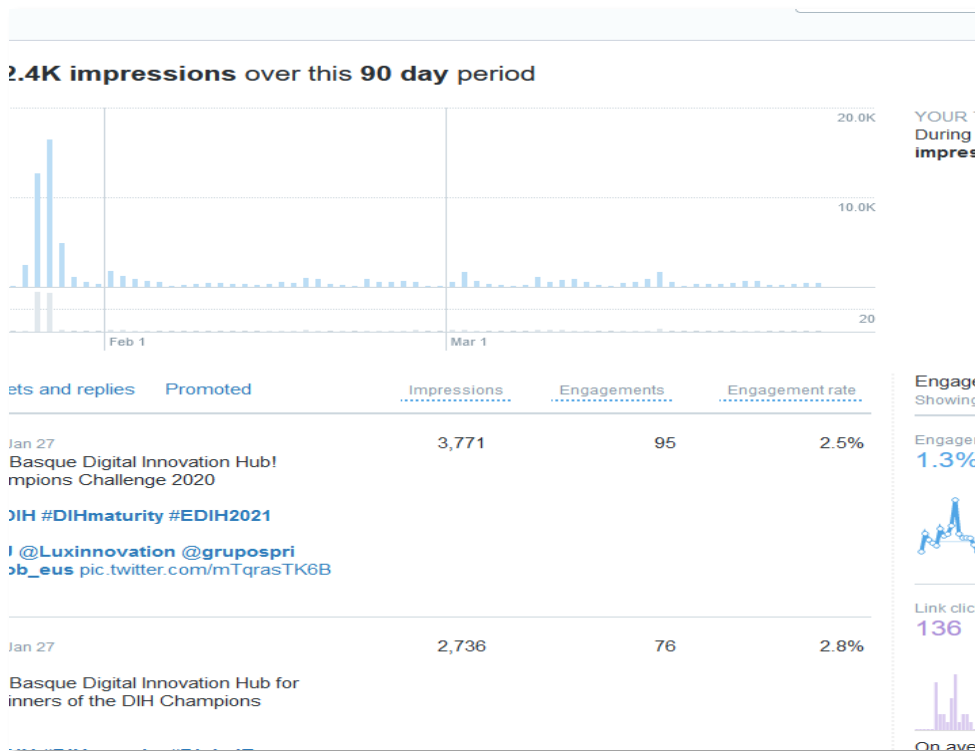 2.4K impressions over this 90 day period
20.0K
10.0K
20
Feb 1
Mar 1
YOUR
During
ets and replies Promoted
Impressions Engagements Engagement rate
Jan 27 3,771 95 2.5%
Basque Digital Innovation Hub!
mpions Challenge 2020
DIH #DIHmaturity #EDIH2021
@Luxinnovation @grupospri
ob_eus pic.twitter.com/mTqrasTK6B
Jan 27 2,736 76 2.8%
Basque Digital Innovation Hub for
inners of the DIH Champions
Engage
Showing
Engagem
1.3%
Link clic
136
On ave